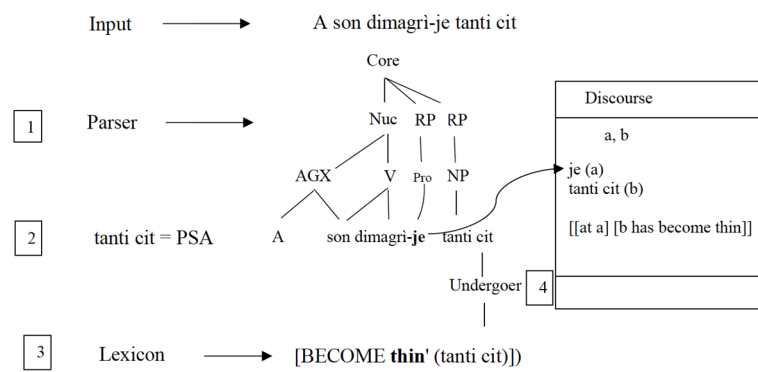 Input A son dimagrì-je tanti cit
Core
Discourse
1 Parser Nuc RP RP
a, b
AGX V Pro NP
je (a)
tanti cit (b)
2 tanti cit = PSA A son dimagrì-je tanti cit
[[at a] [b has become thin]]
Undergoer 4
3 Lexicon [BECOME thin' (tanti cit)])